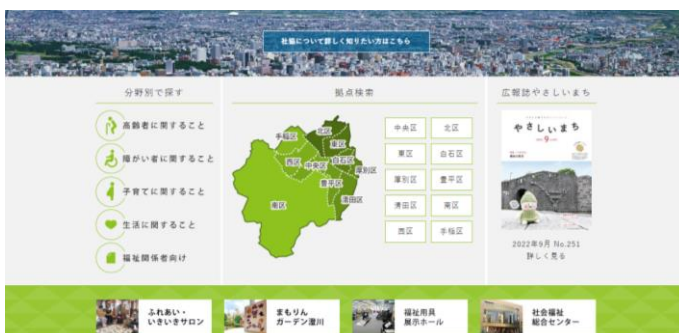 社協について詳しく知りたい方はこちら
分野別で探す
高齢者に関すること
障がい者に関すること
子育てに関すること
生活に関すること
福祉関係者向け
拠点検索
手稲区
北区
東区
西区
中央区
白石区
厚別区
豊平区
清田区
南区
中央区
北区
東区
白石区
厚別区
豊平区
清田区
南区
西区
手稲区
広報誌やさしいまち
やさしいまち
9
2022年9月 No.251
詳しく見る
ふれあい・
いきいきサロン
まもりん
ガーデン澄川
福祉用具
展示ホール
社会福祉
総合センター